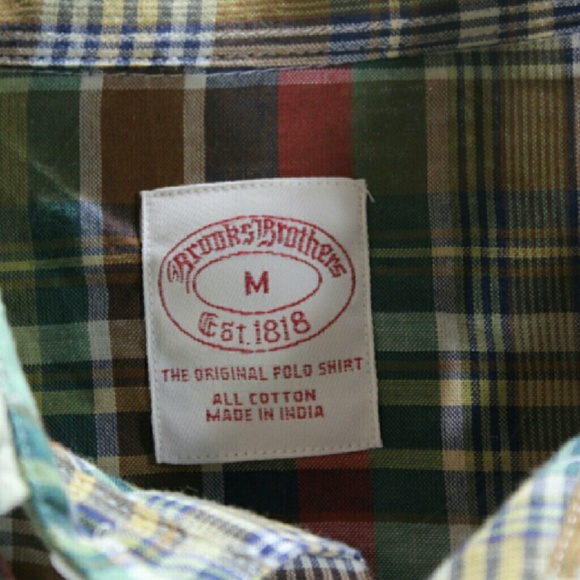 Brooks Brothers
M
Est. 1818
THE ORIGINAL POLO SHIRT
ALL COTTON
MADE IN INDIA